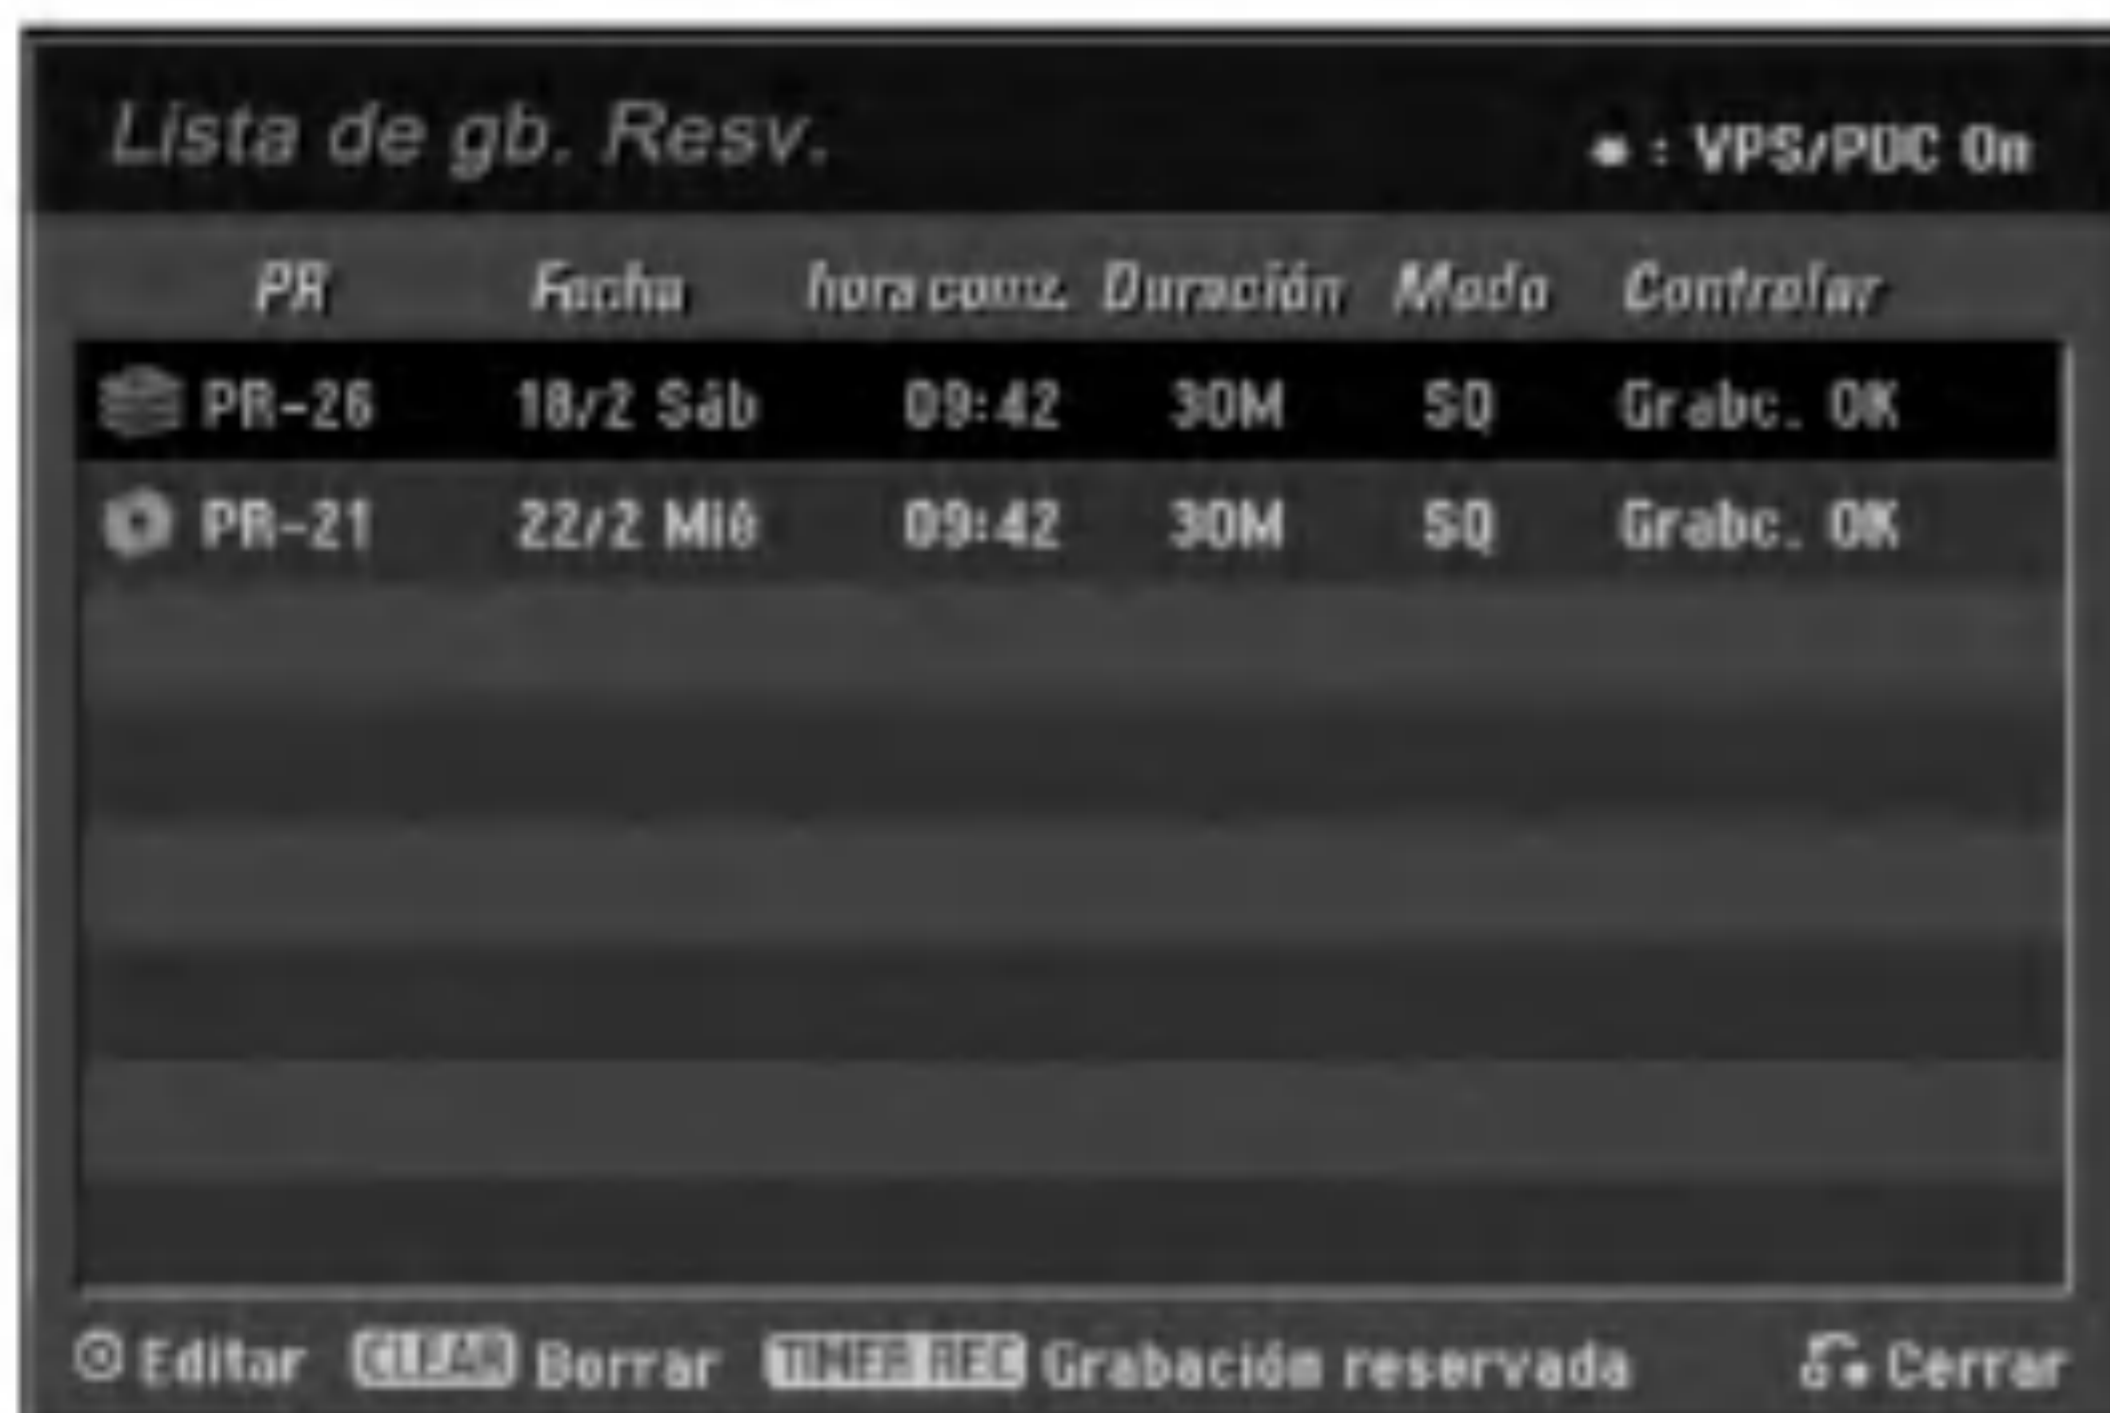 Lista de gb. Resv.
: VPS/PDC On
PR Fecha hora comz. Duración Modo Controlar
PR-26 18/2 Sáb 09:42 30M SQ Grabc. OK
PR-21 22/2 Mié 09:42 30M SQ Grabc. OK
Editar CLEAR Borrar TIMER REC Grabación reservada Cerrar